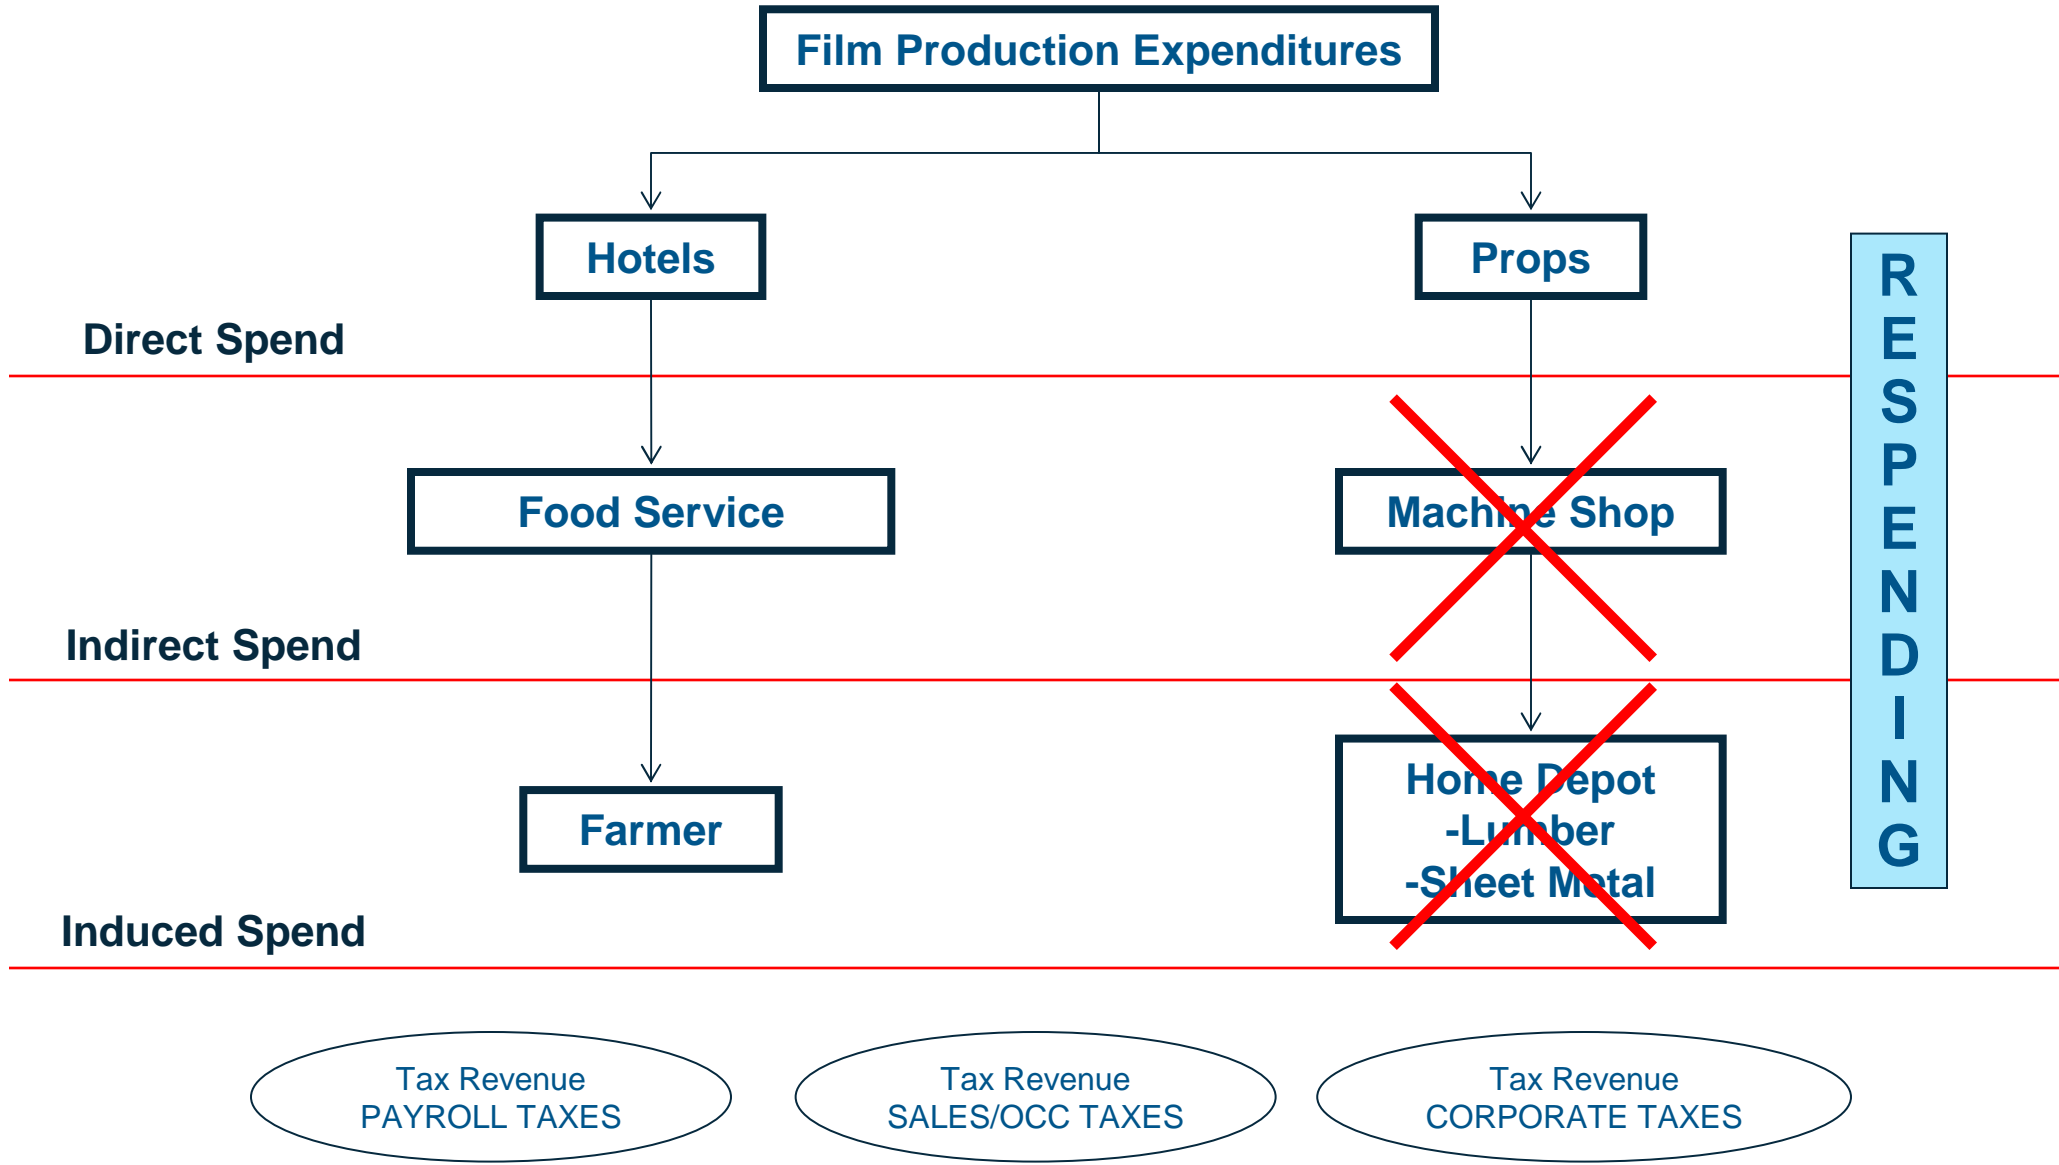 Film Production Expenditures
Hotels
Props
Direct Spend
Food Service
Machine Shop
Indirect Spend
Home Depot
-Lumber
-Sheet Metal
Farmer
Induced Spend
R
E
S
P
E
N
D
I
N
G
Tax Revenue
PAYROLL TAXES
Tax Revenue
SALES/OCC TAXES
Tax Revenue
CORPORATE TAXES